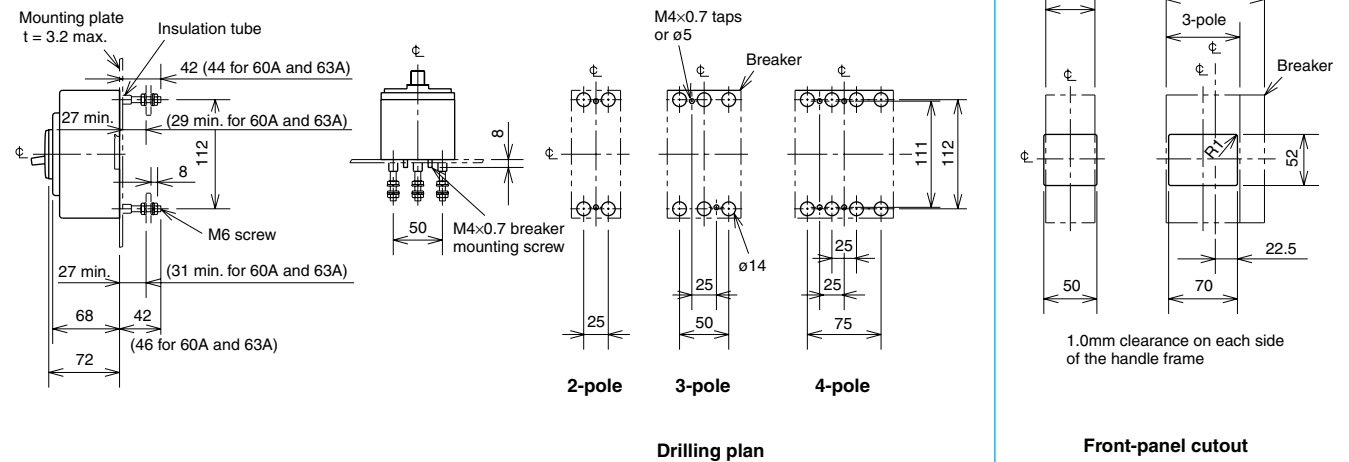 Mounting plate
t = 3.2 max.
Insulation tube
42 (44 for 60A and 63A)
27 min.
(29 min. for 60A and 63A)
112
8
M6 screw
27 min.
(31 min. for 60A and 63A)
68
42
(46 for 60A and 63A)
72
℄
℄
8
50
M4×0.7 breaker
mounting screw
M4×0.7 taps
or ø5
Breaker
℄
℄
℄
℄
111
112
ø14
25
25
25
25
50
75
2-pole
3-pole
4-pole
Drilling plan
3-pole
℄
℄
℄
℄
℄
Breaker
R1
52
22.5
50
70
1.0mm clearance on each side
of the handle frame
Front-panel cutout